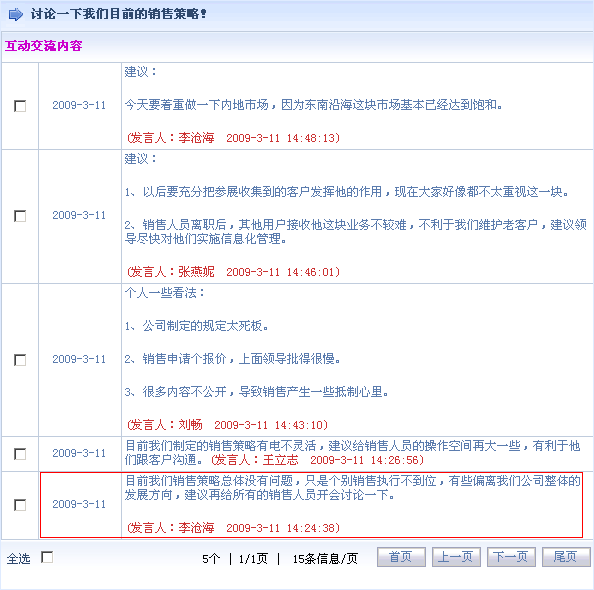 讨论一下我们目前的销售策略!
互动交流内容
建议：
2009-3-11
今天要着重做一下内地市场，因为东南沿海这块市场基本已经达到饱和。
(发言人：李沧海 2009-3-11 14:48:13)
建议：
1、以后要充分把参展收集到的客户发挥他的作用，现在大家好像都不太重视这一块。
2009-3-11
2、销售人员离职后，其他用户接收他这块业务不较难，不利于我们维护老客户，建议领
导尽快对他们实施信息化管理。
(发言人：张燕妮 2009-3-11 14:46:01)
个人一些看法：
1、公司制定的规定太死板。
2009-3-11
2、销售申请个报价，上面领导批得很慢。
3、很多内容不公开，导致销售产生一些抵制心里。
(发言人：刘畅 2009-3-11 14:43:10)
2009-3-11
目前我们制定的销售策略有电不灵活，建议给销售人员的操作空间再大一些，有利于他
们跟客户沟通。(发言人：王立志 2009-3-11 14:26:56)
目前我们销售策略总体没有问题，只是个别销售执行不到位，有些偏离我们公司整体的
发展方向，建议再给所有的销售人员开会讨论一下。
2009-3-11
(发言人：李沧海 2009-3-11 14:24:38)
全选 5个 | 1/1页 | 15条信息/页 首页 上一页 下一页 尾页